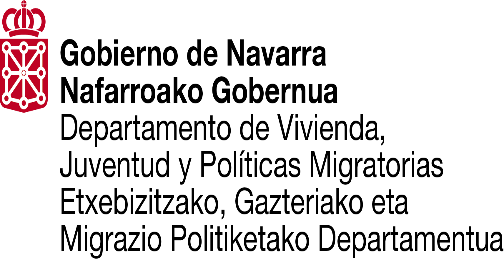 Gobierno de Navarra
Nafarroako Gobernua
Departamento de Vivienda,
Juventud y Políticas Migratorias
Etxebizitzako, Gazteriako eta
Migrazio Politiketako Departamentua